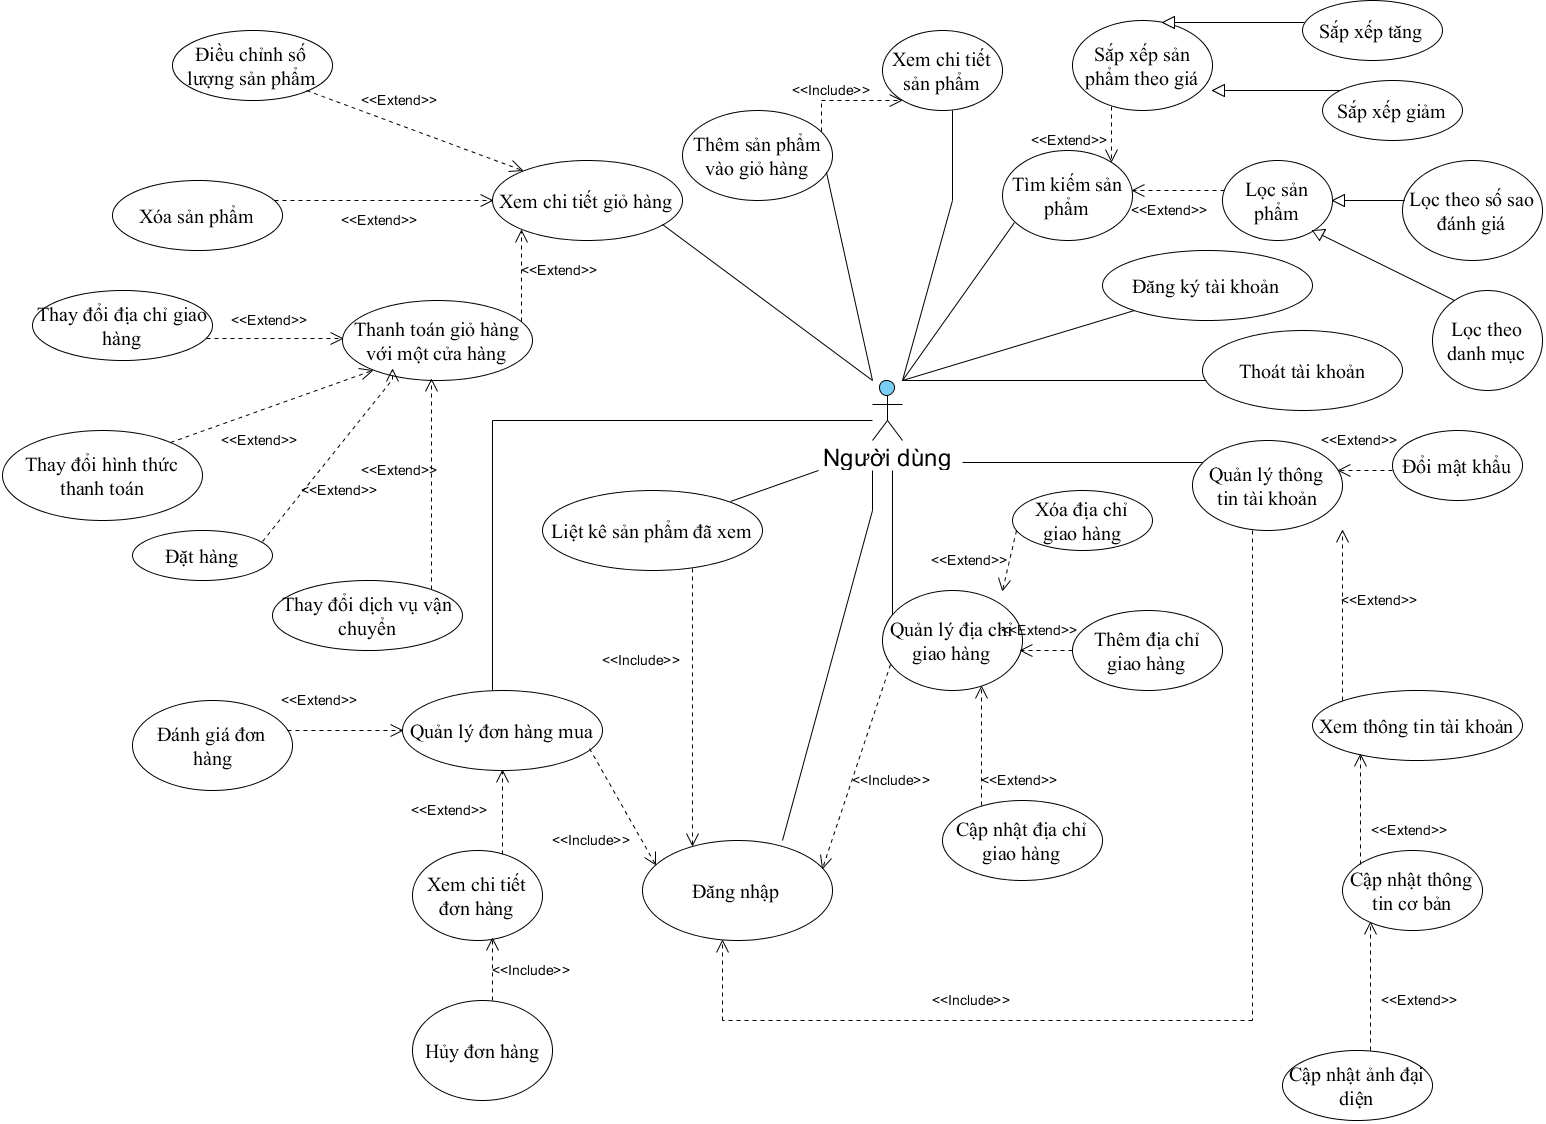 Điều chỉnh số
lượng sản phẩm
<<Extend>>
Xóa sản phẩm
<<Extend>>
Xem chi tiết giỏ hàng
<<Extend>>
Thay đổi địa chỉ giao
hàng
<<Extend>>
Thanh toán giỏ hàng
với một cửa hàng
Thay đổi hình thức
thanh toán
<<Extend>>
<<Extend>>
<<Extend>>
Đặt hàng
Thay đổi dịch vụ vận
chuyển
Xem chi tiết
sản phẩm
<<Include>>
Thêm sản phẩm
vào giỏ hàng
Sắp xếp sản
phẩm theo giá
Sắp xếp tăng
Sắp xếp giảm
<<Extend>>
Tìm kiếm sản
phẩm
<<Extend>>
Lọc sản
phẩm
Lọc theo số sao
đánh giá
Lọc theo
danh mục
Đăng ký tài khoản
Thoát tài khoản
Người dùng
Quản lý thông
tin tài khoản
<<Extend>>
Đổi mật khẩu
Liệt kê sản phẩm đã xem
Xóa địa chỉ
giao hàng
<<Extend>>
Quản lý địa chỉ
giao hàng
<<Extend>>
Thêm địa chỉ
giao hàng
<<Extend>>
<<Include>>
<<Extend>>
Đánh giá đơn
hàng
Quản lý đơn hàng mua
Xem thông tin tài khoản
<<Include>>
<<Extend>>
Cập nhật địa chỉ
giao hàng
<<Extend>>
<<Include>>
<<Extend>>
Xem chi tiết
đơn hàng
Đăng nhập
Cập nhật thông
tin cơ bản
<<Include>>
<<Include>>
<<Extend>>
Hủy đơn hàng
Cập nhật ảnh đại
diện